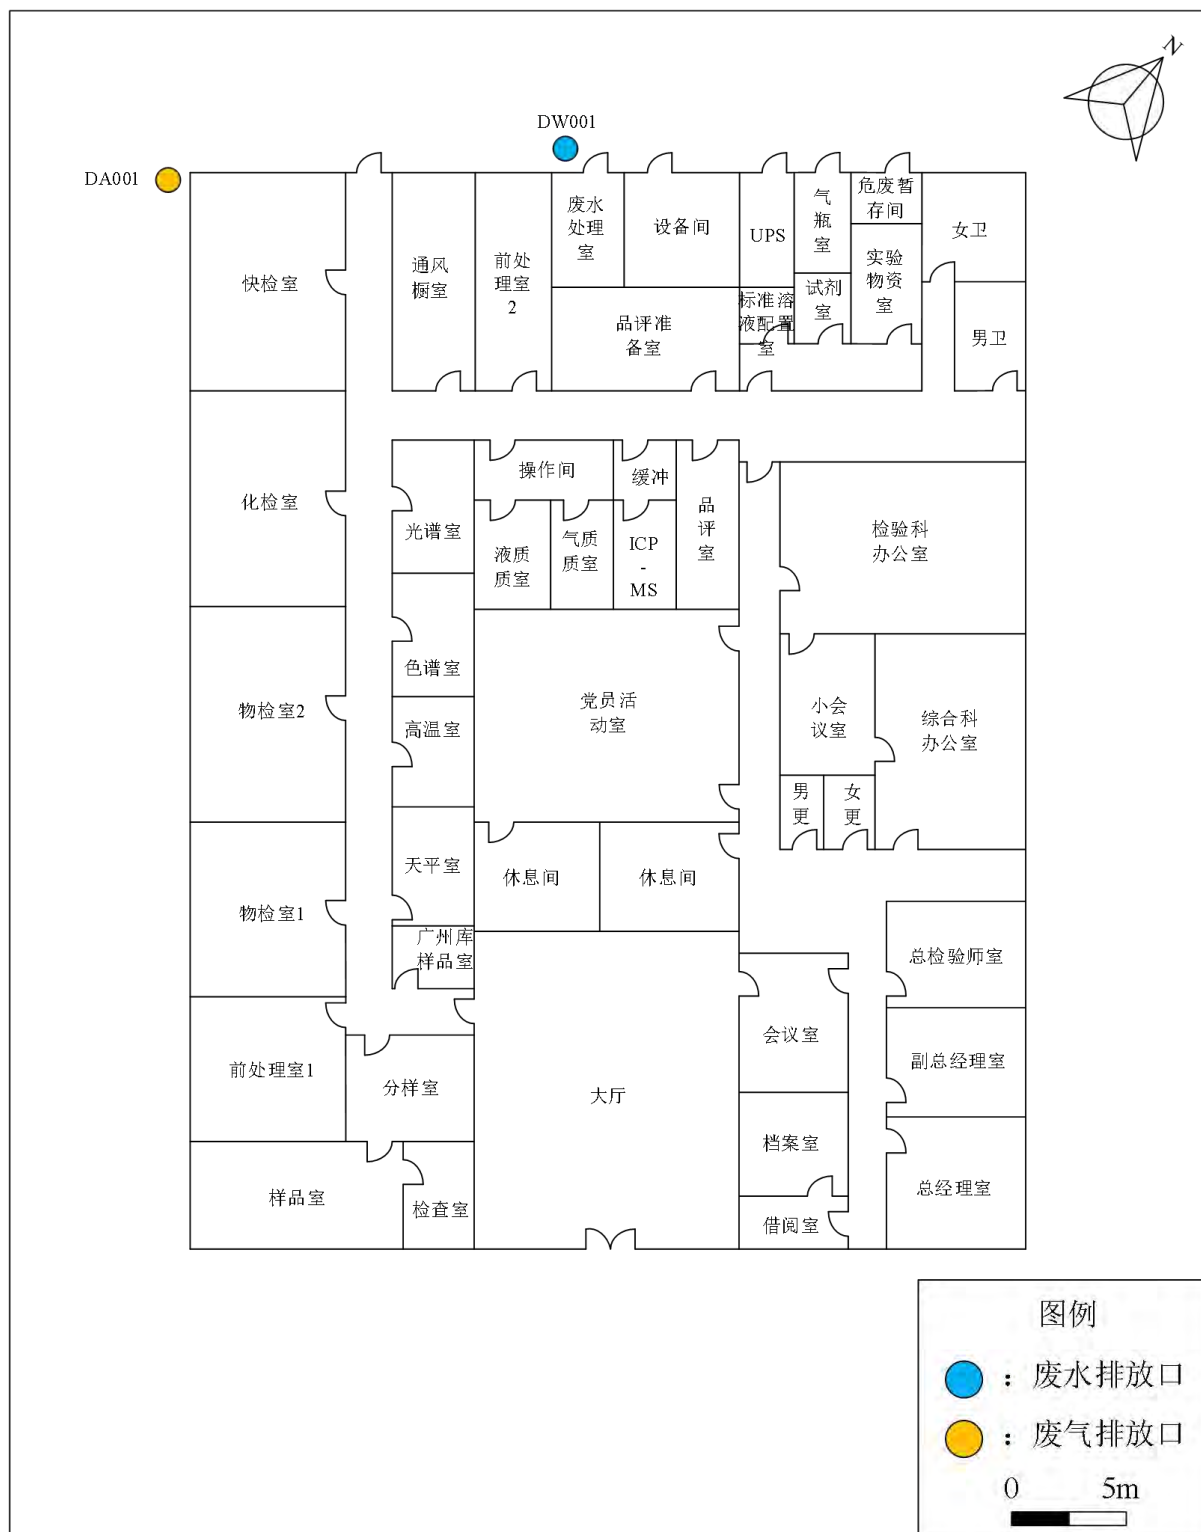 N
DW001
DA001
快检室
通风
橱室
前处
理室
2
废水
处理
室
设备间
UPS
气
瓶
室
危废暂
存间
女卫
实验
物资
室
试剂
室
标准溶
液配置
室
品评准
备室
男卫
化检室
光谱室
操作间
缓冲
品
评
室
液质
质室
气质
质室
ICP
-
MS
检验科
办公室
物检室2
色谱室
高温室
党员活
动室
小会
议室
综合科
办公室
男
更
女
更
物检室1
天平室
休息间
休息间
广州库
样品室
总检验师室
前处理室1
分样室
大厅
会议室
副总经理室
档案室
样品室
检查室
借阅室
总经理室
图例
：废水排放口
：废气排放口
0 5m